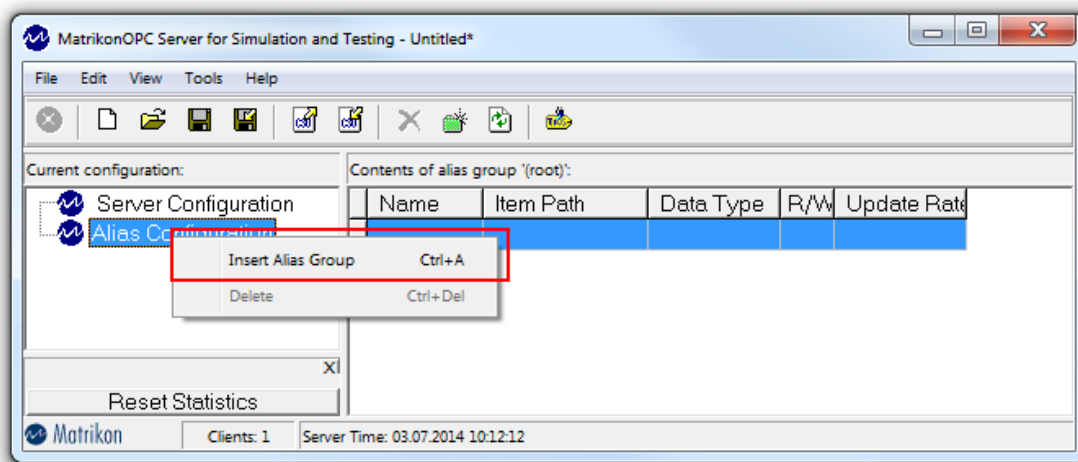 MatrikonOPC Server for Simulation and Testing - Untitled*
File Edit View Tools Help
Current configuration:
Contents of alias group '(root)':
Server Configuration
Name Item Path Data Type R/W Update Rate
Alias Configuration
Insert Alias Group Ctrl+A
Delete Ctrl+Del
X
Reset Statistics
Matrikon Clients: 1 Server Time: 03.07.2014 10:12:12